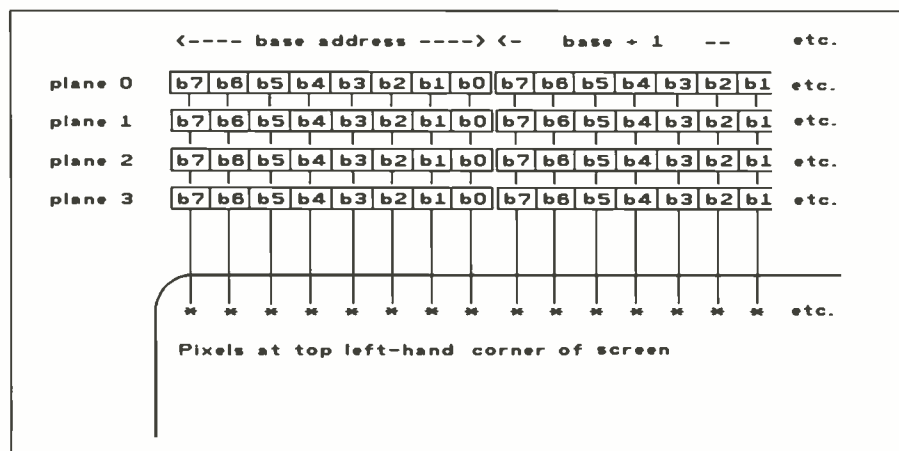 <---- base address ----> <- base + 1 -- etc.
plane 0 b7 b6 b5 b4 b3 b2 b1 b0 b7 b6 b5 b4 b3 b2 b1 etc.
plane 1 b7 b6 b5 b4 b3 b2 b1 b0 b7 b6 b5 b4 b3 b2 b1 etc.
plane 2 b7 b6 b5 b4 b3 b2 b1 b0 b7 b6 b5 b4 b3 b2 b1 etc.
plane 3 b7 b6 b5 b4 b3 b2 b1 b0 b7 b6 b5 b4 b3 b2 b1 etc.
* * * * * * * * * * * * * * * etc.
Pixels at top left-hand corner of screen